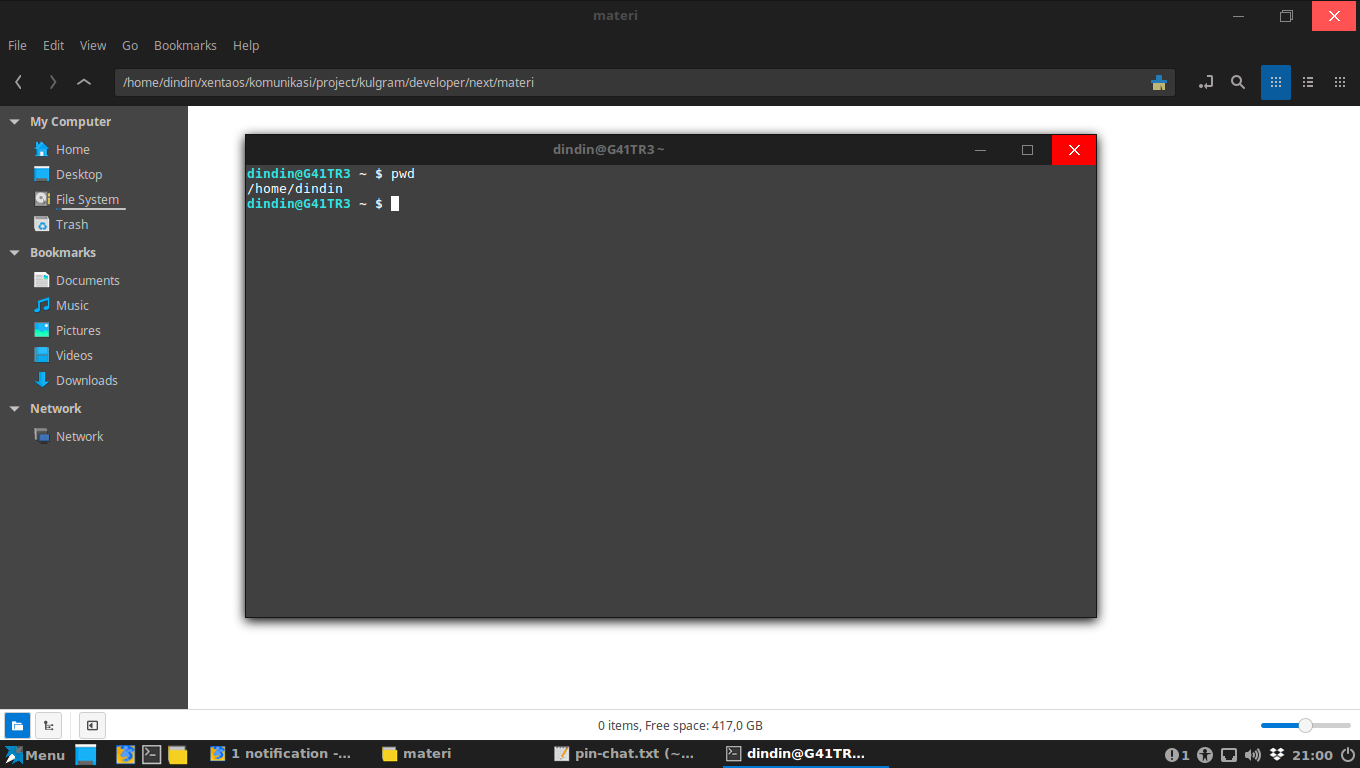 materi
File Edit View Go Bookmarks Help
/home/dindin/xentaos/komunikasi/project/kulgram/developer/next/materi
My Computer
Home
Desktop
File System
Trash
Bookmarks
Documents
Music
Pictures
Videos
Downloads
Network
Network
dindin@G41TR3 ~
dindin@G41TR3 ~ $ pwd
/home/dindin
dindin@G41TR3 ~ $
0 items, Free space: 417,0 GB
Menu 1 notification -... materi pin-chat.txt (~... dindin@G41TR... 1 21:00